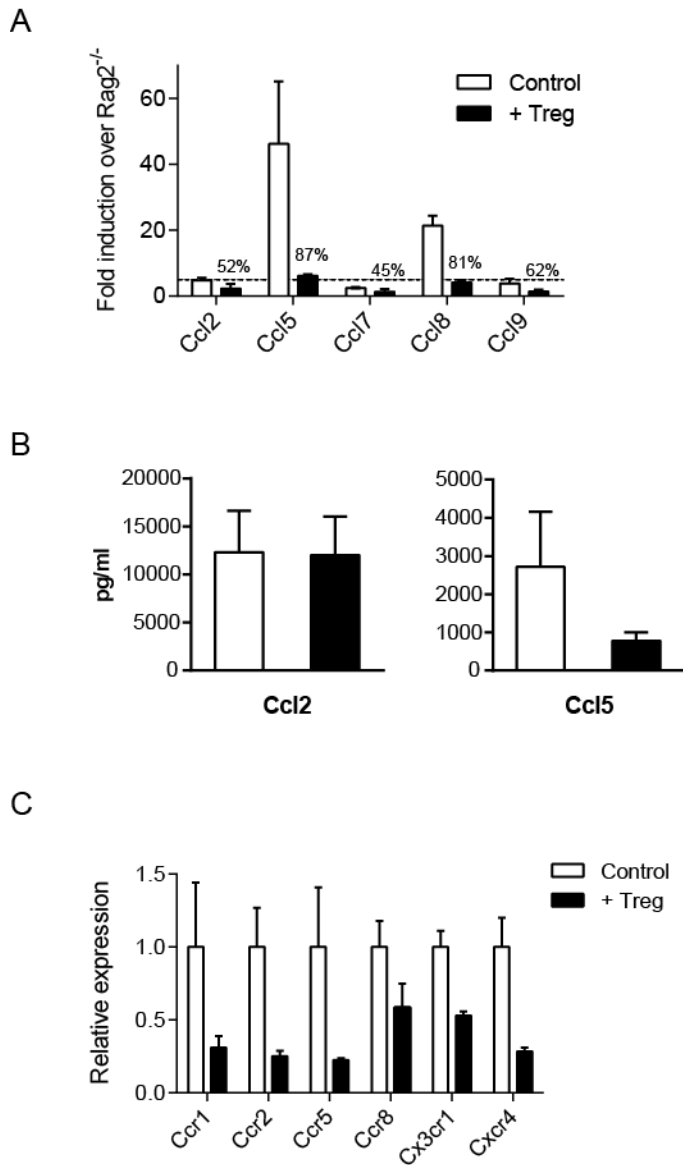 A
Fold induction over Rag2-/-
60
40
20
0
Control
+ Treg
52%
87%
45%
81%
62%
Ccl2
Ccl5
Ccl7
Ccl8
Ccl9
B
pg/ml
20000
15000
10000
5000
0
Ccl2
5000
4000
3000
2000
1000
0
Ccl5
C
Relative expression
1.5
1.0
0.5
0.0
Control
+ Treg
Ccr1
Ccr2
Ccr5
Ccr8
Cx3cr1
Cxcr4